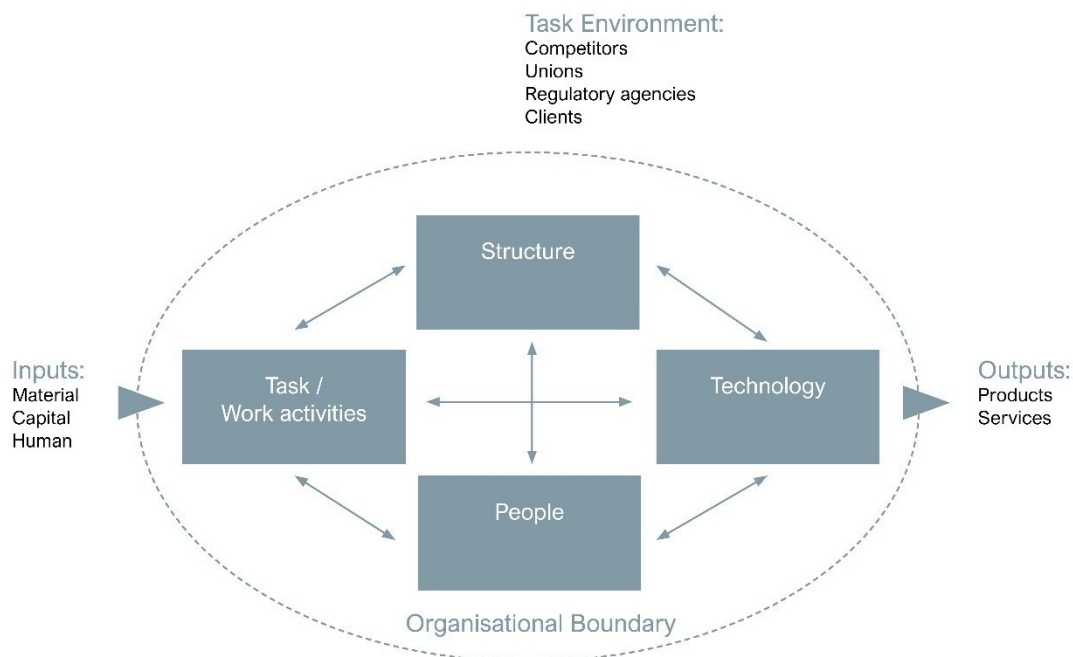 Task Environment:
Competitors
Unions
Regulatory agencies
Clients
Structure
Inputs:
Material
Capital
Human
Task /
Work activities
Technology
Outputs:
Products
Services
People
Organisational Boundary